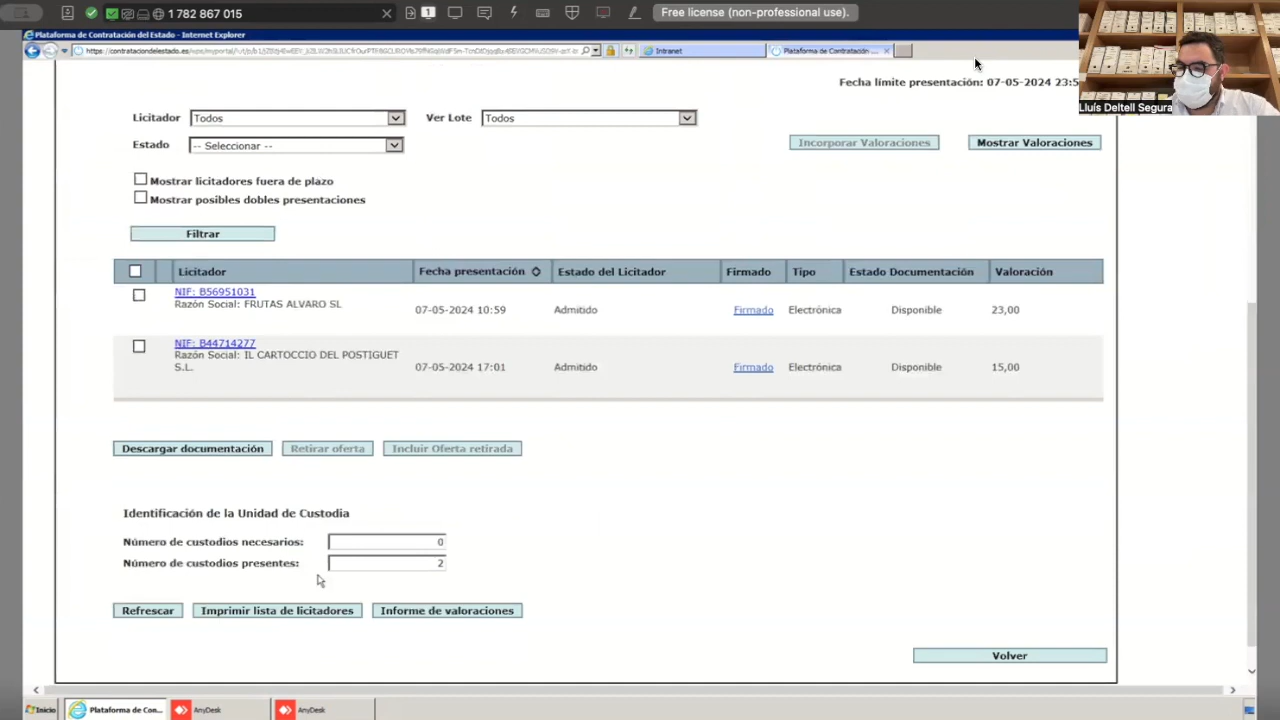 1 782 867 015
1
Free license (non-professional use).
Plataforma de Contratación del Estado - Internet Explorer
Intranet
Plataforma de Contratación ...
Fecha límite presentación: 07-05-2024 23:5
Lluís Deltell Segura
Licitador Todos Ver Lote Todos
Estado -- Seleccionar --
Incorporar Valoraciones Mostrar Valoraciones
Mostrar licitadores fuera de plazo
Mostrar posibles dobles presentaciones
Filtrar
Licitador Fecha presentación Estado del Licitador Firmado Tipo Estado Documentación Valoración
NIF: B56951031
Razón Social: FRUTAS ALVARO SL
07-05-2024 10:59 Admitido Firmado Electrónica Disponible 23,00
NIF: B44714277
Razón Social: IL CARTOCCIO DEL POSTIGUET
S.L.
07-05-2024 17:01 Admitido Firmado Electrónica Disponible 15,00
Descargar documentación Retirar oferta Incluir Oferta retirada
Identificación de la Unidad de Custodia
Número de custodios necesarios: 0
Número de custodios presentes: 2
Refrescar Imprimir lista de licitadores Informe de valoraciones
Volver
Inicio Plataforma de Con... AnyDesk AnyDesk